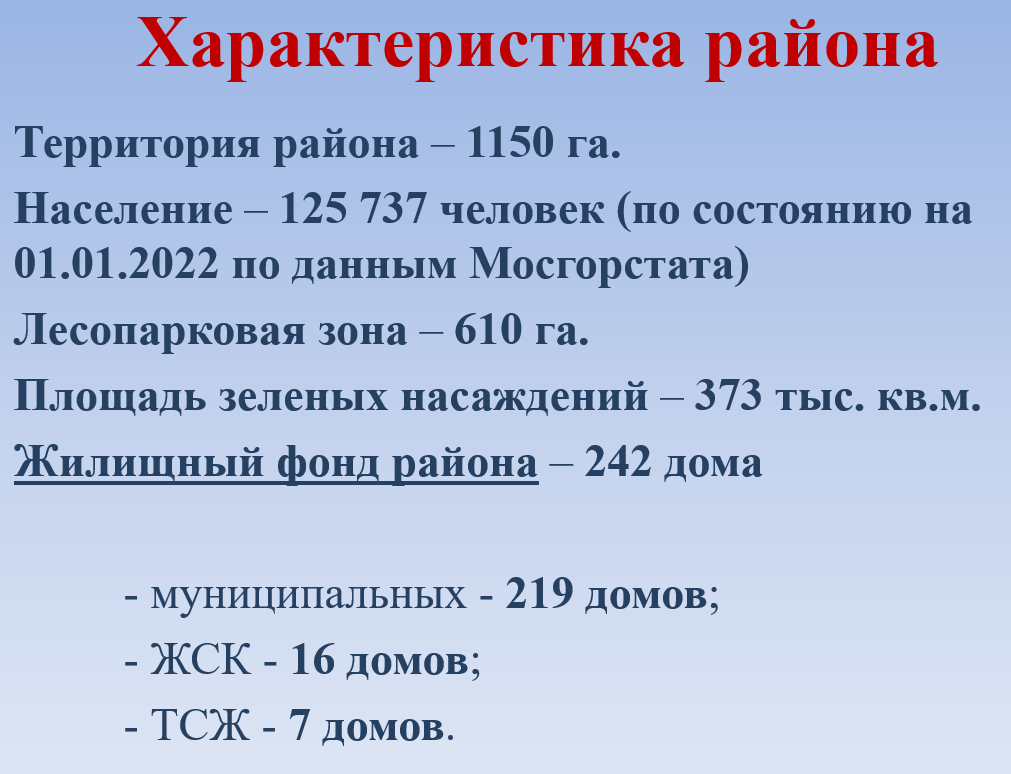 Характеристика района
Территория района – 1150 га.
Население – 125 737 человек (по состоянию на
01.01.2022 по данным Мосгорстата)
Лесопарковая зона – 610 га.
Площадь зеленых насаждений – 373 тыс. кв.м.
Жилищный фонд района – 242 дома
- муниципальных - 219 домов;
- ЖСК - 16 домов;
- ТСЖ - 7 домов.